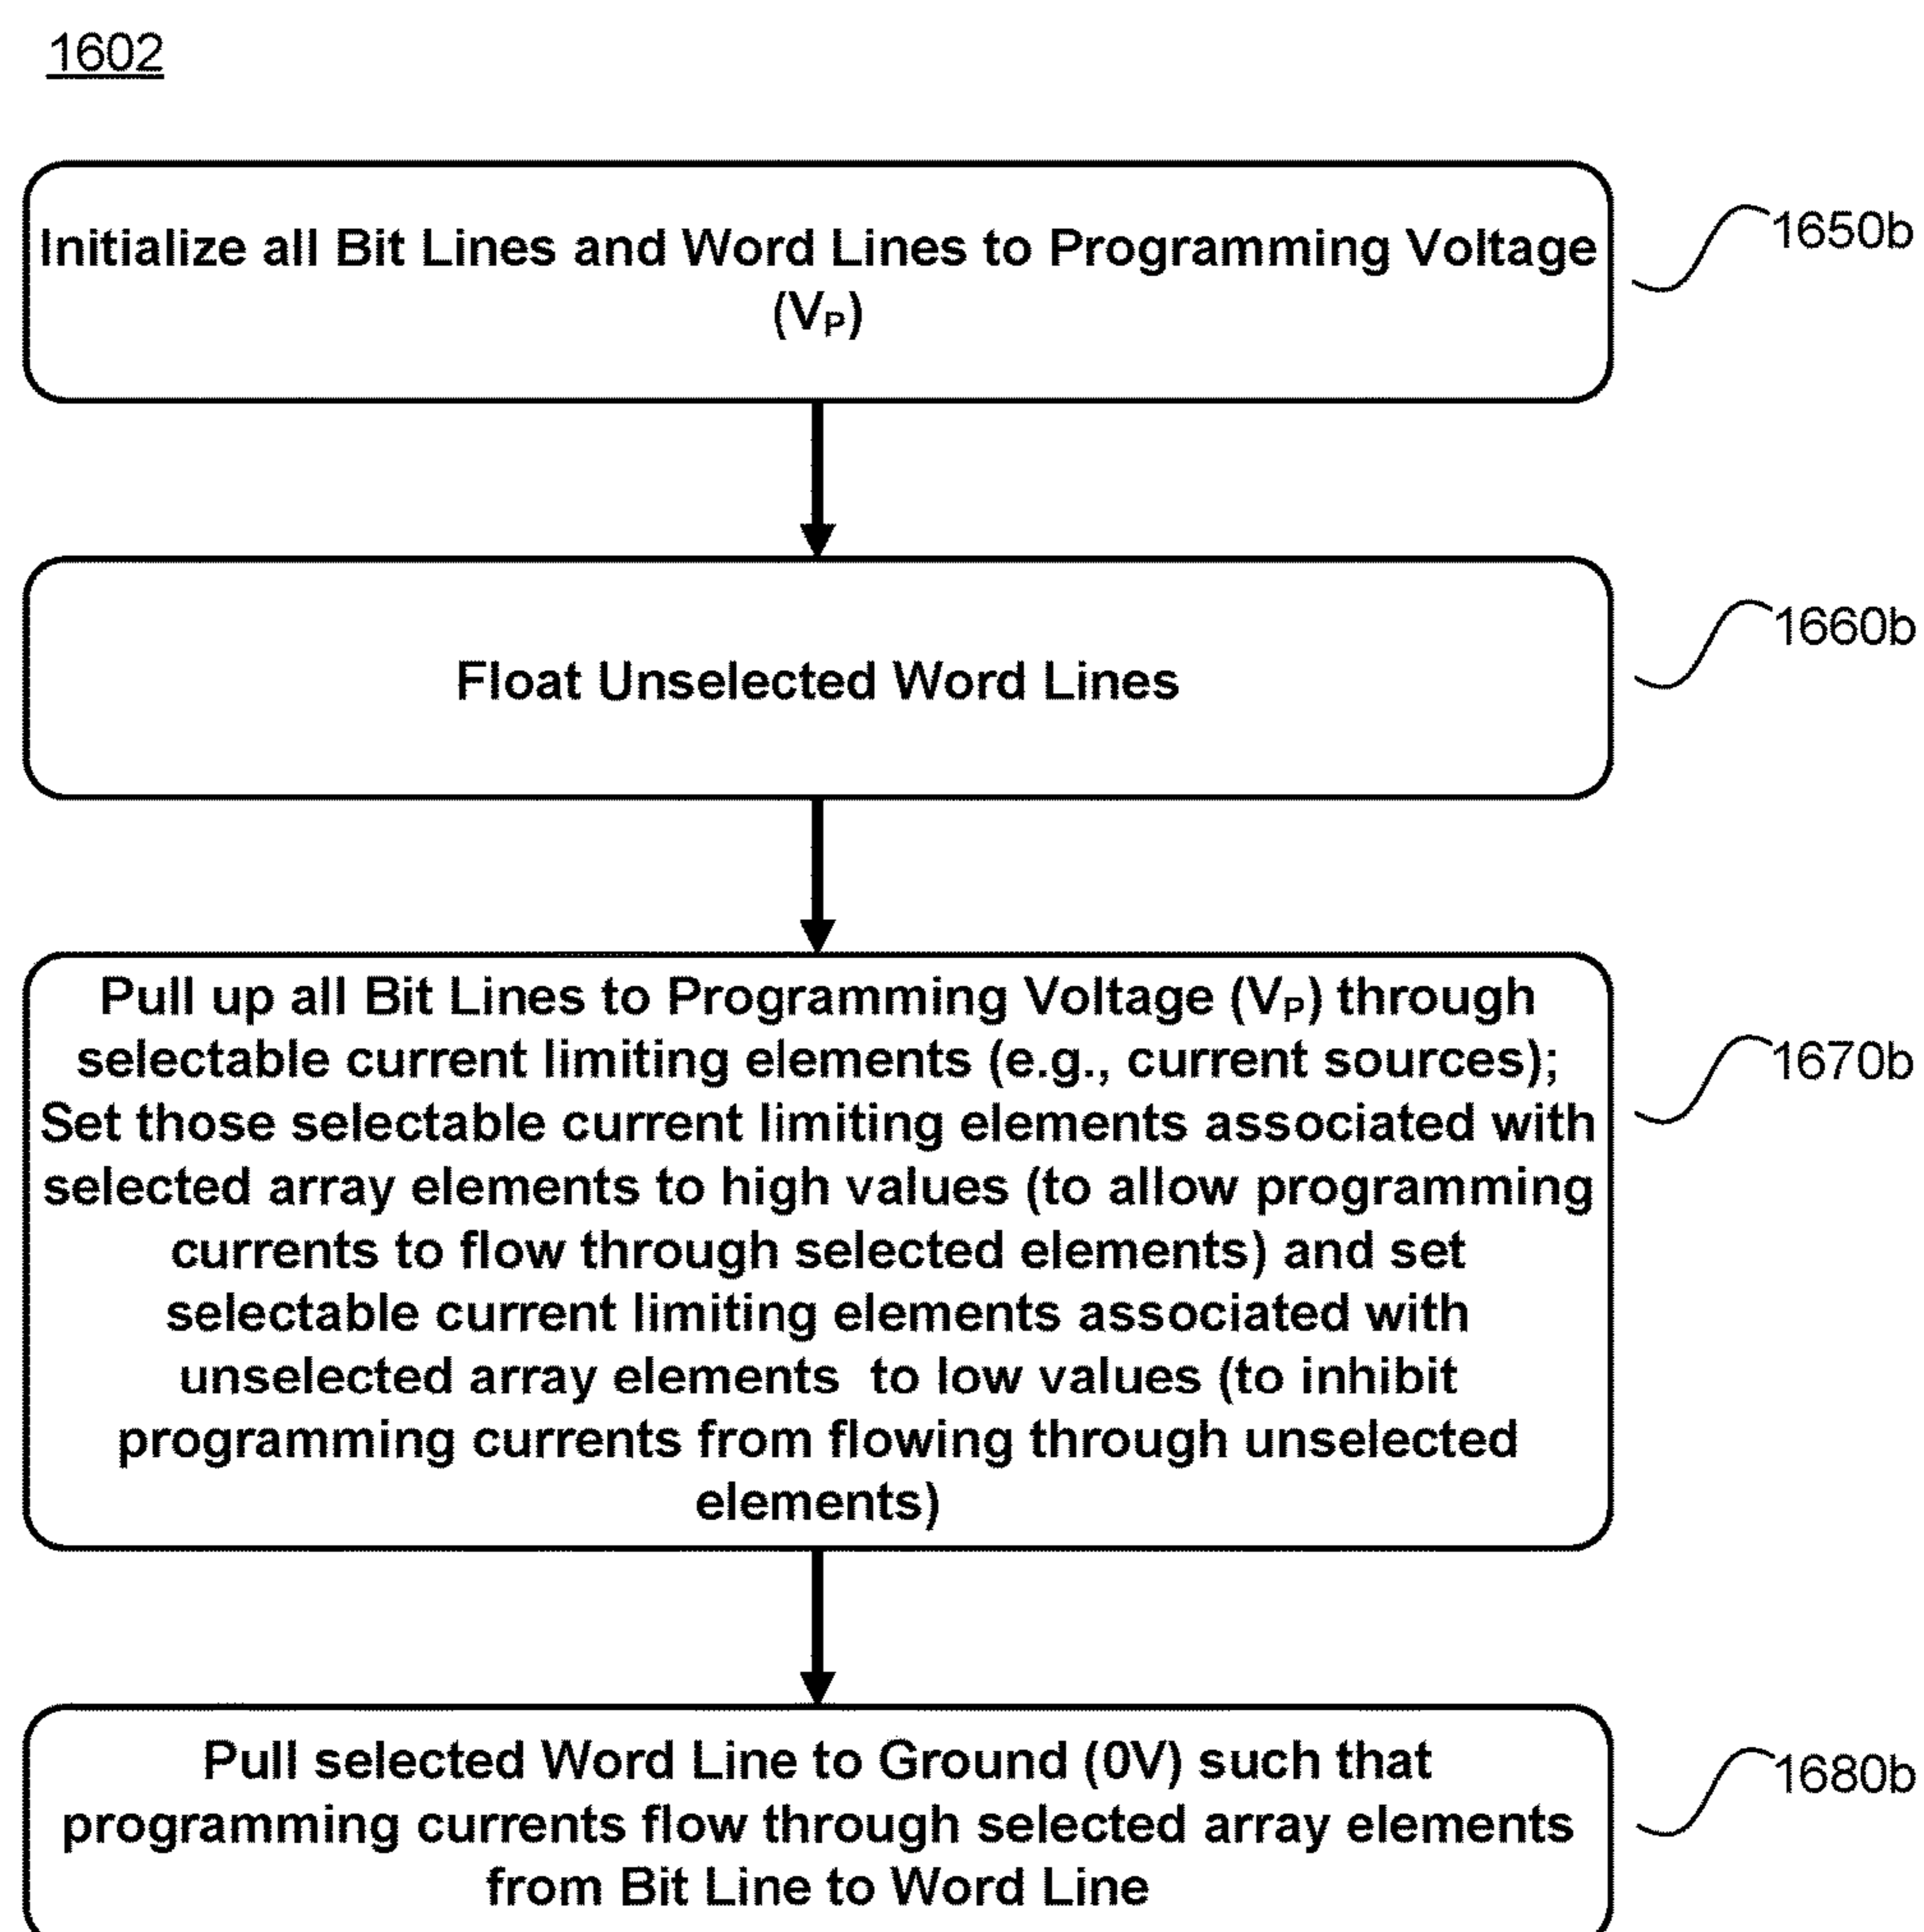 1602
Initialize all Bit Lines and Word Lines to Programming Voltage
(VP)
1650b
Float Unselected Word Lines
1660b
Pull up all Bit Lines to Programming Voltage (VP) through
selectable current limiting elements (e.g., current sources);
Set those selectable current limiting elements associated with
selected array elements to high values (to allow programming
currents to flow through selected elements) and set
selectable current limiting elements associated with
unselected array elements  to low values (to inhibit
programming currents from flowing through unselected
elements)
1670b
Pull selected Word Line to Ground (0V) such that
programming currents flow through selected array elements
from Bit Line to Word Line
1680b